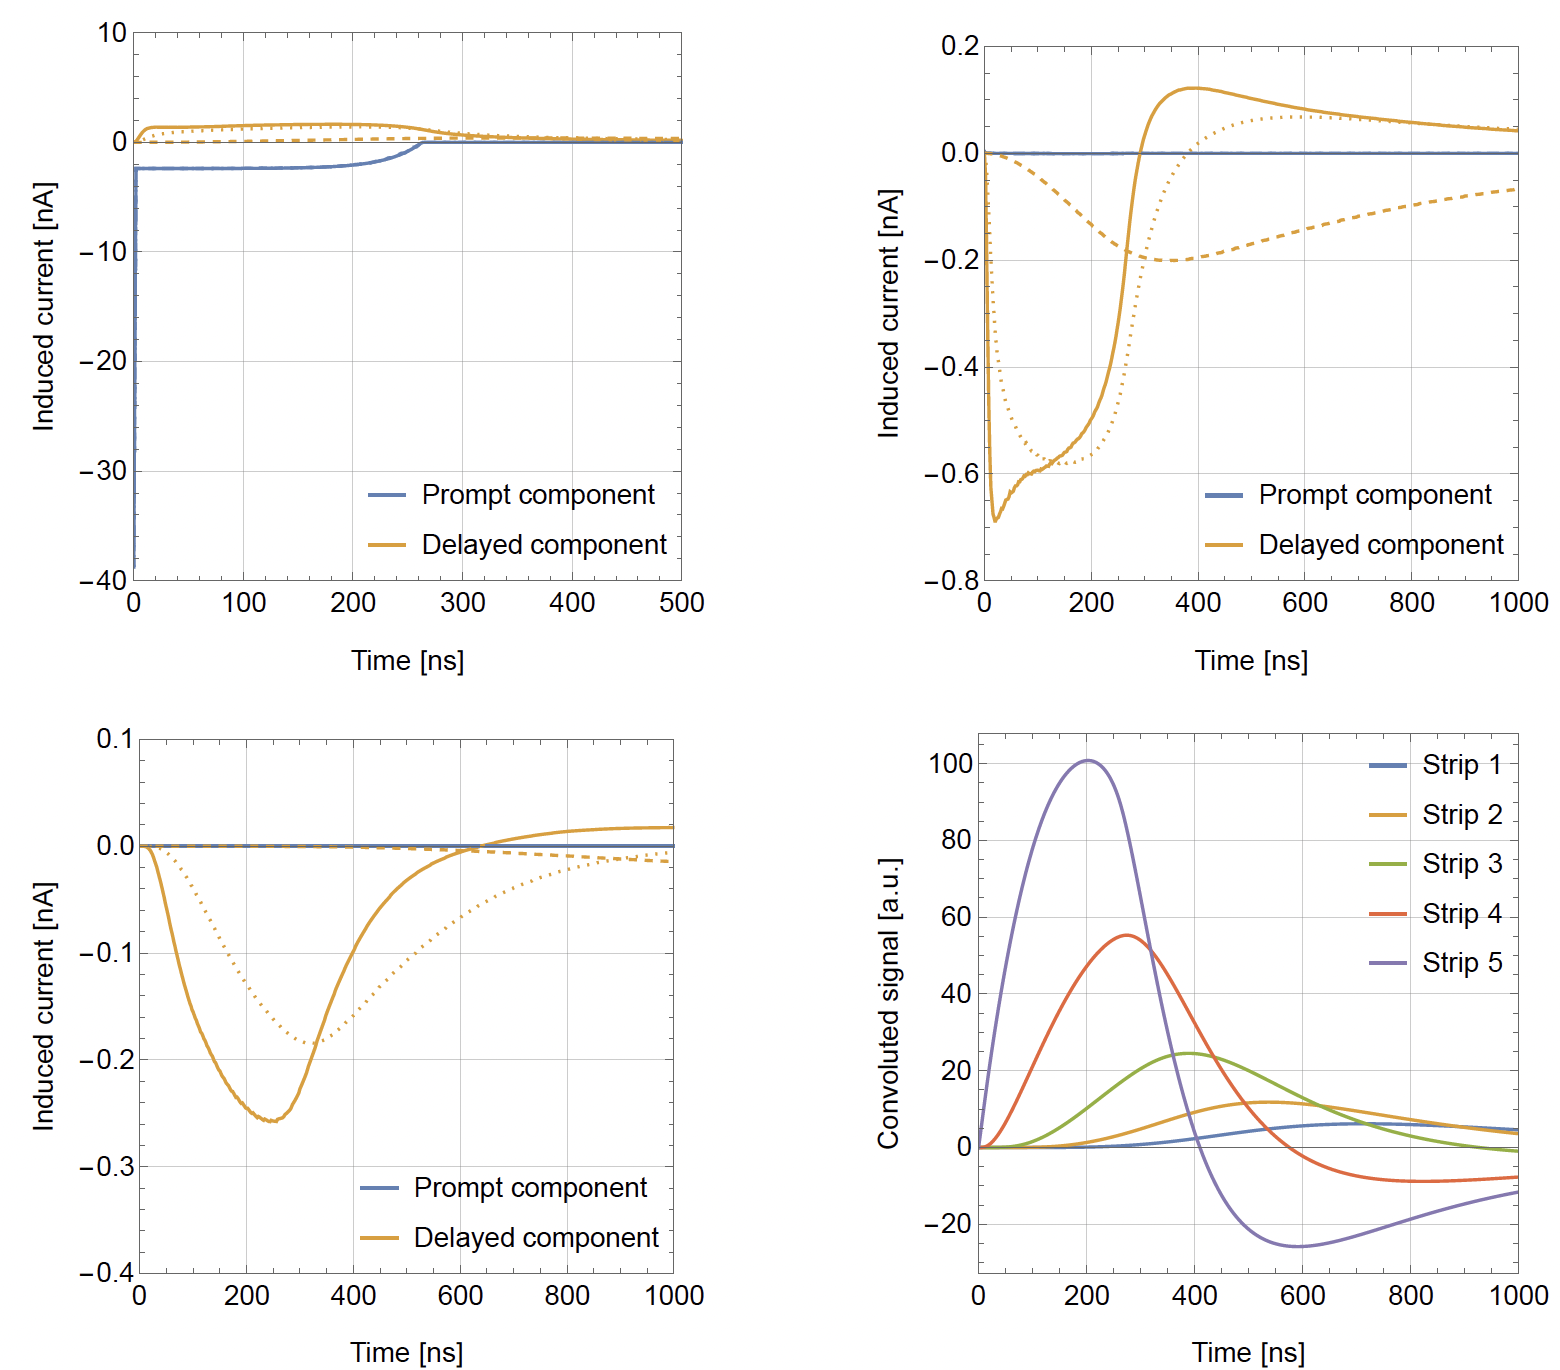 10
0
−10
−20
−30
−40
0 100 200 300 400 500
Induced current [nA]
Time [ns]
Prompt component
Delayed component
0.2
0.0
−0.2
−0.4
−0.6
−0.8
0 200 400 600 800 1000
Induced current [nA]
Time [ns]
Prompt component
Delayed component
0.1
0.0
−0.1
−0.2
−0.3
−0.4
0 200 400 600 800 1000
Induced current [nA]
Time [ns]
Prompt component
Delayed component
100
80
60
40
20
0
−20
0 200 400 600 800 1000
Convoluted signal [a.u.]
Time [ns]
Strip 1
Strip 2
Strip 3
Strip 4
Strip 5